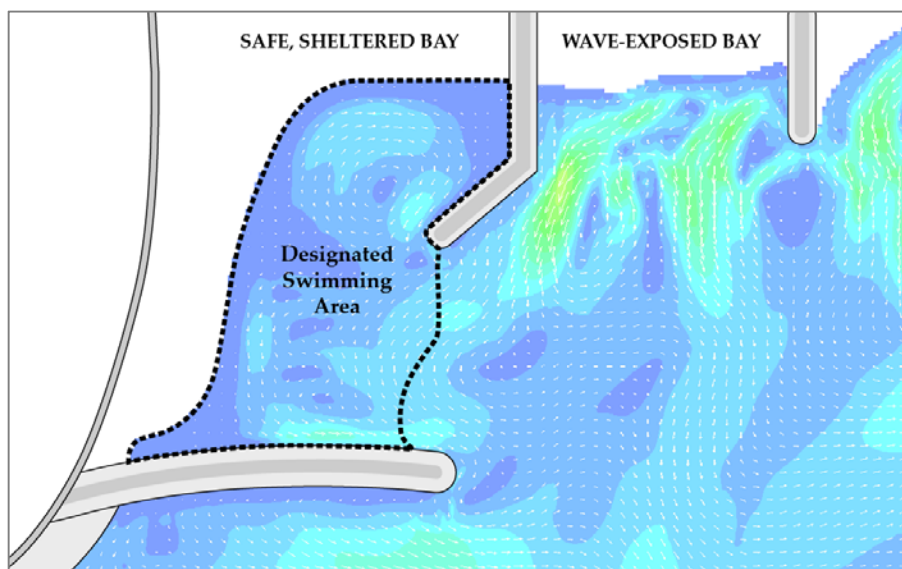 SAFE, SHELTERED BAY
WAVE-EXPOSED BAY
Designated
Swimming
Area